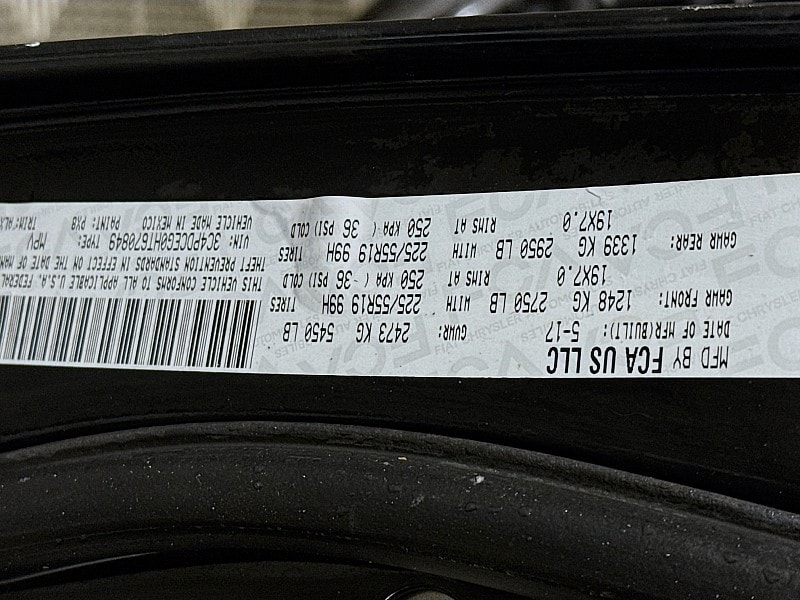 MFD BY FCA US LLC
DATE OF MFR(BUILT): 5-17 GVWR: 2473 KG 5450 LB
GAWR FRONT: 1248 KG 2750 LB WITH 225/55R19 99H TIRES
19X7.0 RIMS AT 250 KPA ( 36 PSI) COLD
GAWR REAR: 1339 KG 2950 LB WITH 225/55R19 99H TIRES
19X7.0 RIMS AT 250 KPA ( 36 PSI) COLD
THIS VEHICLE CONFORMS TO ALL APPLICABLE U.S.A. FEDERAL
THEFT PREVENTION STANDARDS IN EFFECT ON THE DATE OF MAN
VIN: 3C4PDCEG0HT670849 TYPE: MPV
VEHICLE MADE IN MEXICO PAINT: PX8 TRIM:ALX